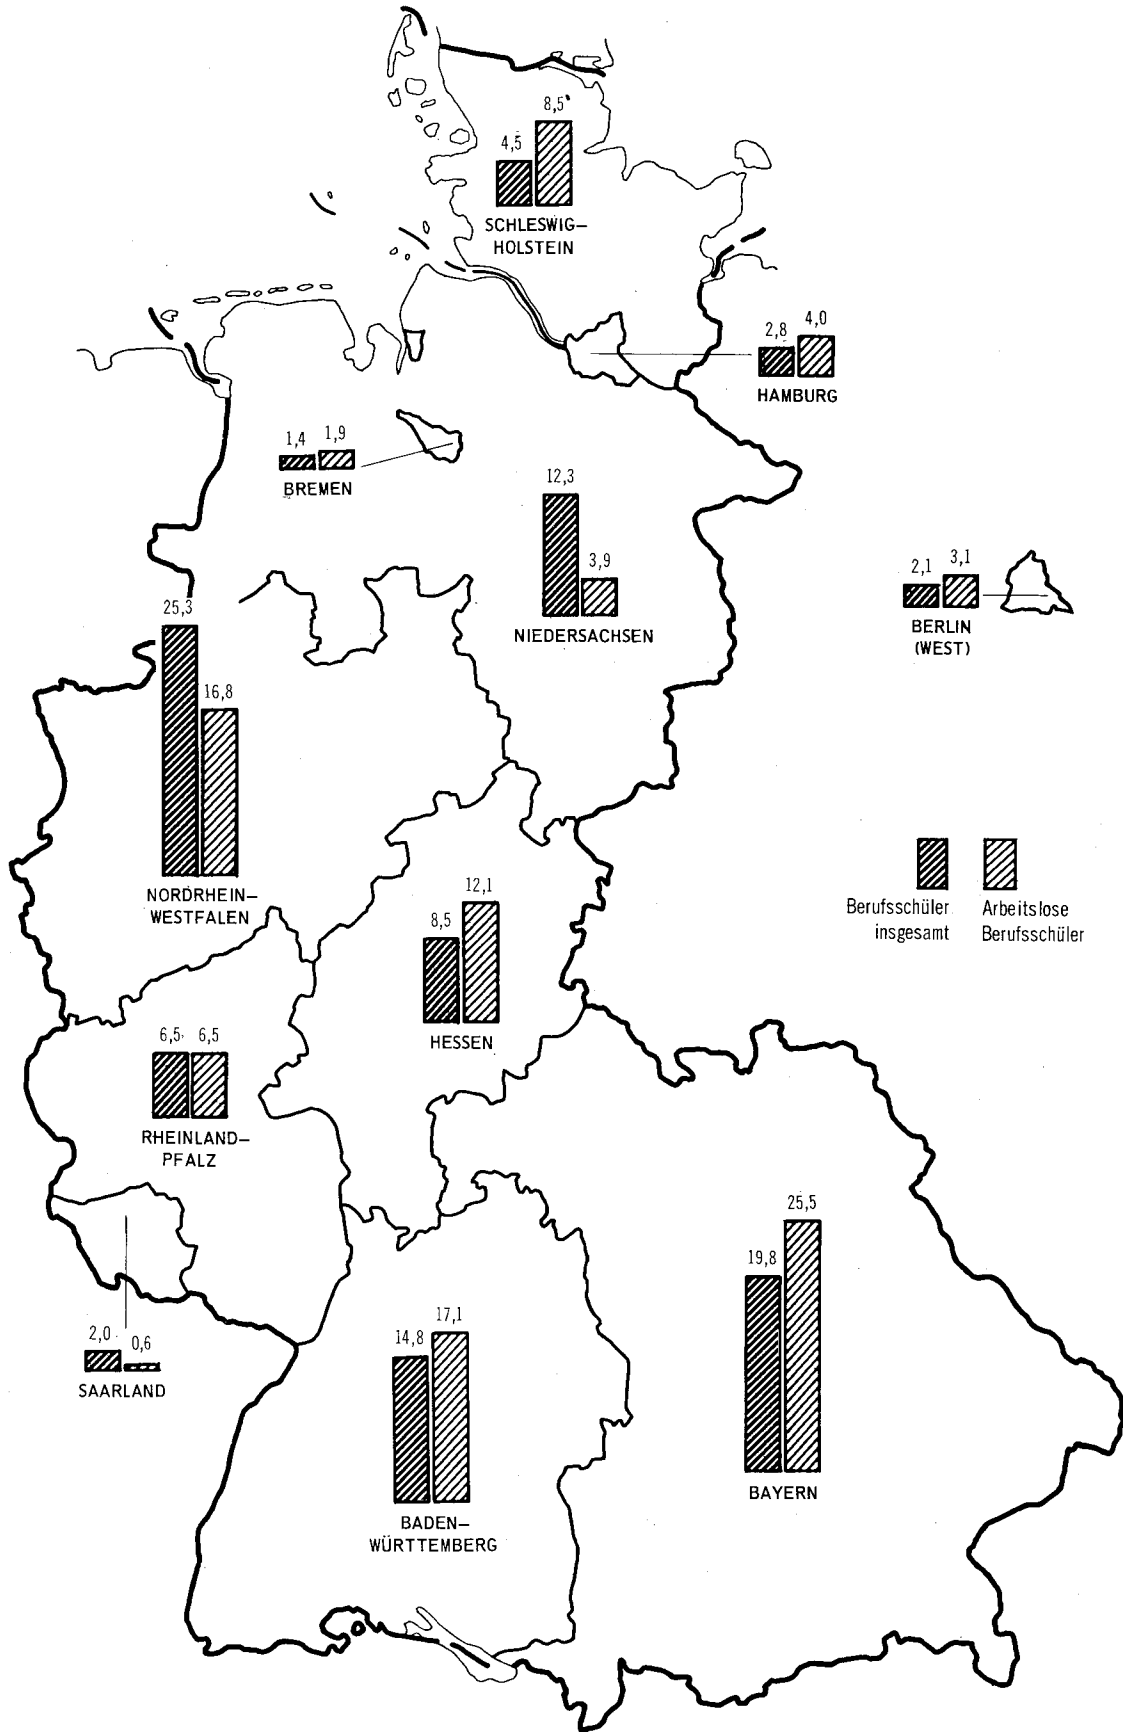 8,5
4,5
SCHLESWIG-
HOLSTEIN
4,0
2,8
HAMBURG
1,4 1,9
BREMEN
12,3
3,9
NIEDERSACHSEN
2,1 3,1
BERLIN
(WEST)
25,3
16,8
NORDRHEIN-
WESTFALEN
12,1
8,5
HESSEN
Berufsschüler
insgesamt
Arbeitslose
Berufsschüler
6,5 6,5
RHEINLAND-
PFALZ
25,5
19,8
BAYERN
2,0 0,6
SAARLAND
17,1
14,8
BADEN-
WÜRTTEMBERG